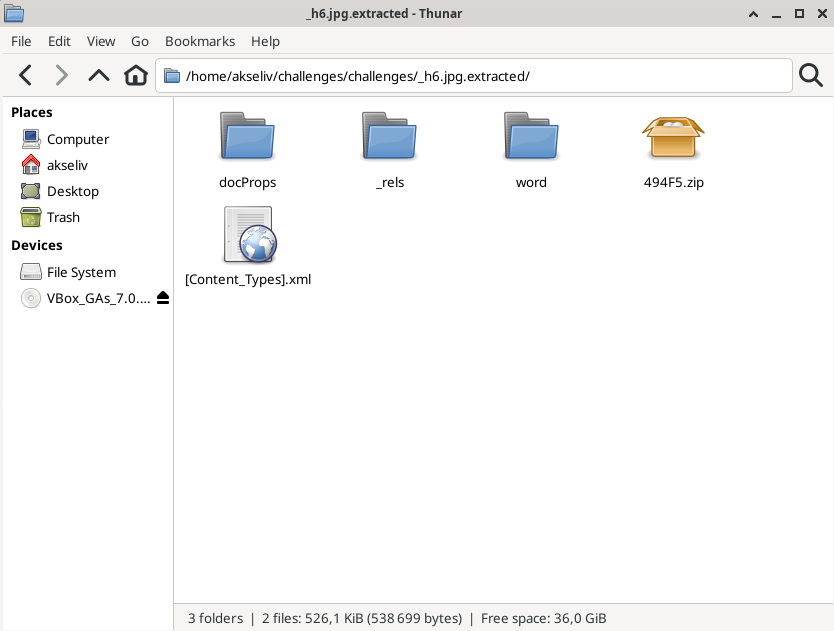 _h6.jpg.extracted - Thunar
File Edit View Go Bookmarks Help
/home/akseliv/challenges/challenges/_h6.jpg.extracted/
Places
Computer
akseliv
Desktop
Trash
Devices
File System
VBox_GAs_7.0....
docProps
_rels
word
494F5.zip
[Content_Types].xml
3 folders | 2 files: 526,1 KiB (538 699 bytes) | Free space: 36,0 GiB